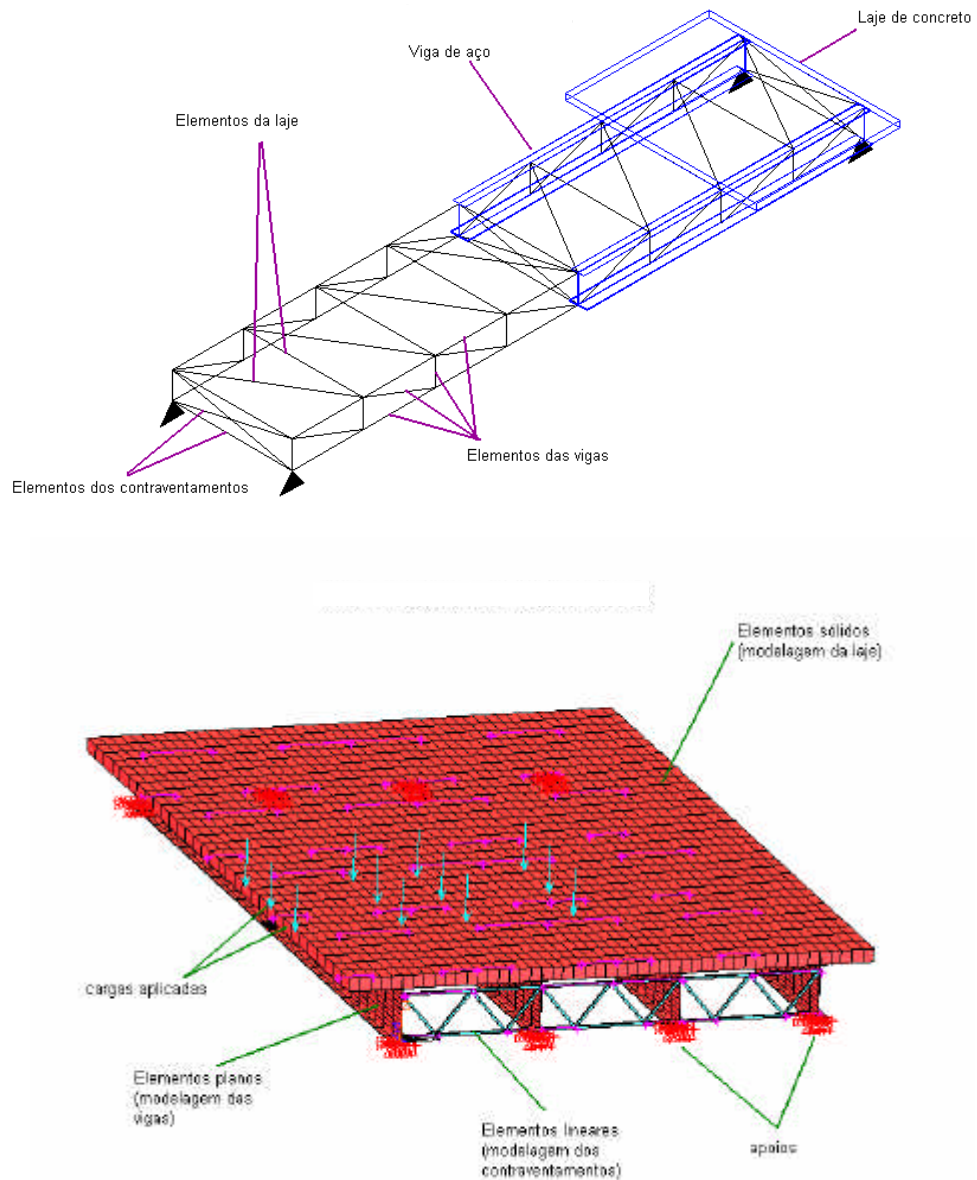 Laje de concreto
Viga de aço
Elementos da laje
Elementos das vigas
Elementos dos contraventamentos
Elementos sólidos
(modelagem da laje)
cargas aplicadas
Elementos planos
(modelagem das
vigas)
Elementos lineares
(modelagem dos
contraventamentos)
apoios